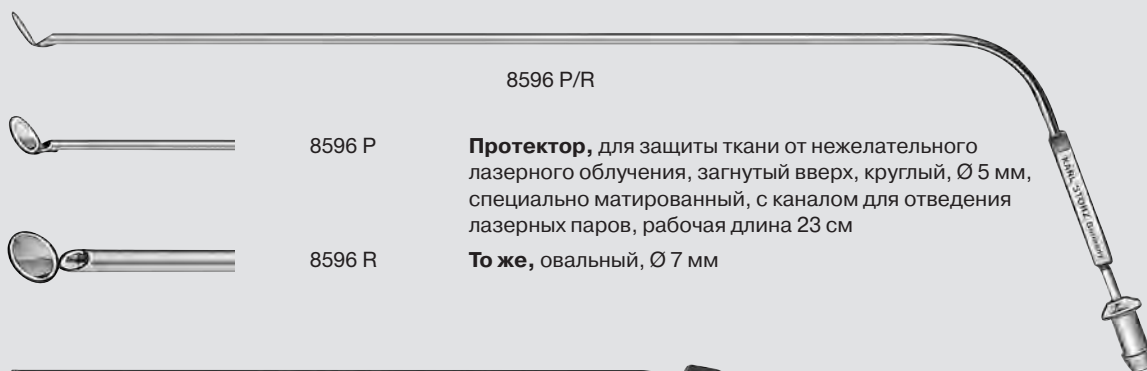 8596 P/R
8596 P
Протектор, для защиты ткани от нежелательного
лазерного облучения, загнутый вверх, круглый, Ø 5 мм,
специально матированный, с каналом для отведения
лазерных паров, рабочая длина 23 см
8596 R
То же, овальный, Ø 7 мм
KARL STORZ Germany